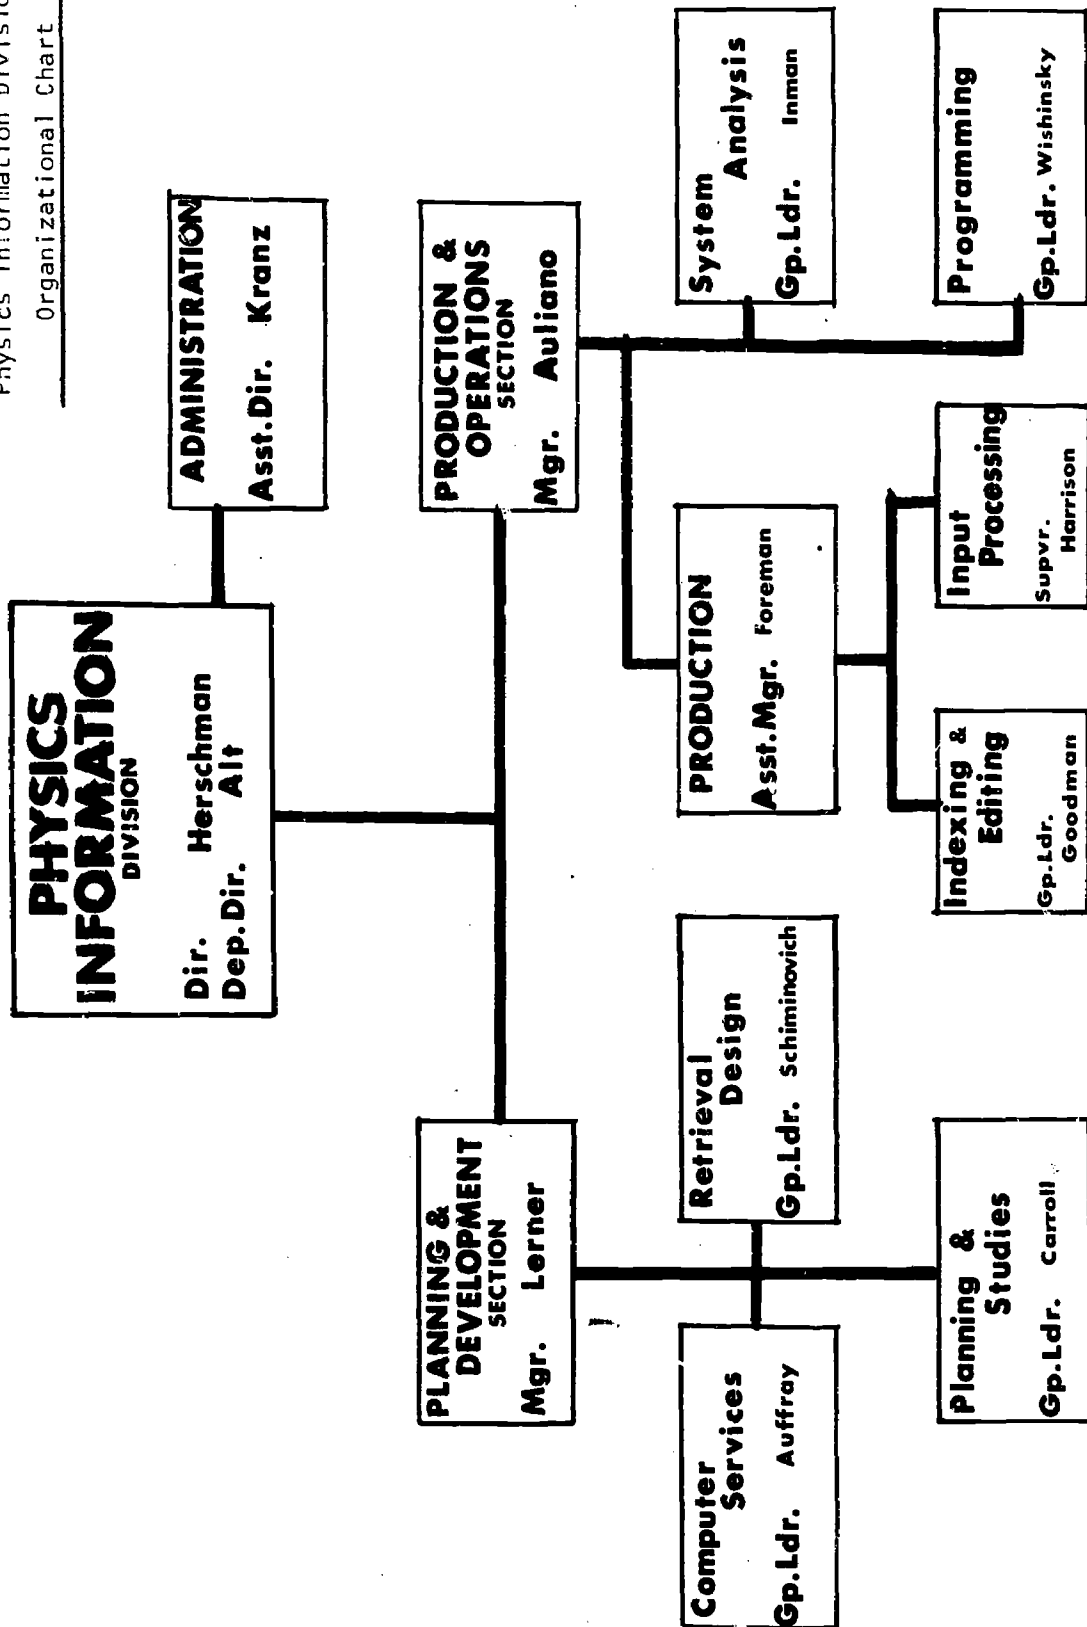 Physics Information Division
Organizational Chart
PHYSICS
INFORMATION
DIVISION
Dir. Herschman
Dep.Dir. Alt
ADMINISTRATION
Asst.Dir. Kranz
PLANNING &
DEVELOPMENT
SECTION
Mgr. Lerner
PRODUCTION &
OPERATIONS
SECTION
Mgr. Auliano
Computer
Services
Gp.Ldr. Auffray
Retrieval
Design
Gp.Ldr. Schiminovich
PRODUCTION
Asst.Mgr. Foreman
System
Analysis
Gp.Ldr. Inman
Planning &
Studies
Gp.Ldr. Carroll
Indexing &
Editing
Gp.Ldr.
Goodman
Input
Processing
Supvr.
Harrison
Programming
Gp.Ldr. Wishinsky